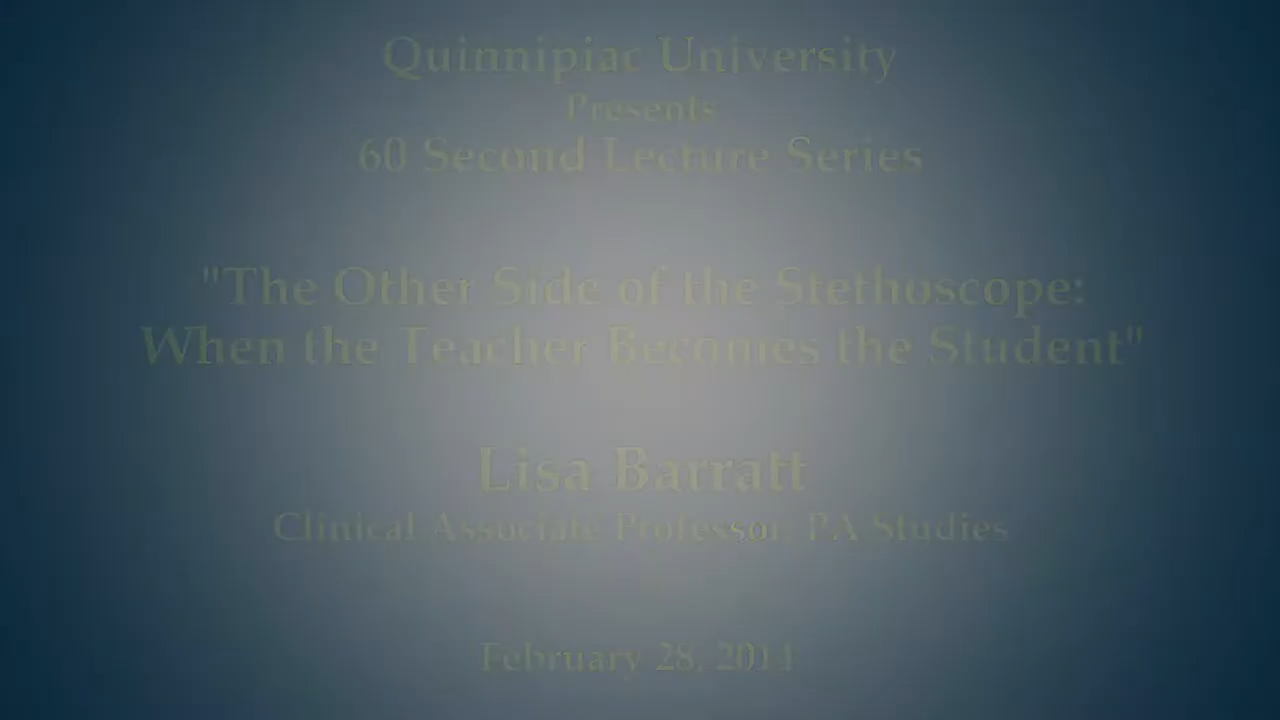 Quinnipiac University
Presents
60 Second Lecture Series
"The Other Side of the Stethoscope:
When the Teacher Becomes the Student"
Lisa Barratt
Clinical Associate Professor, PA Studies
February 28, 2014